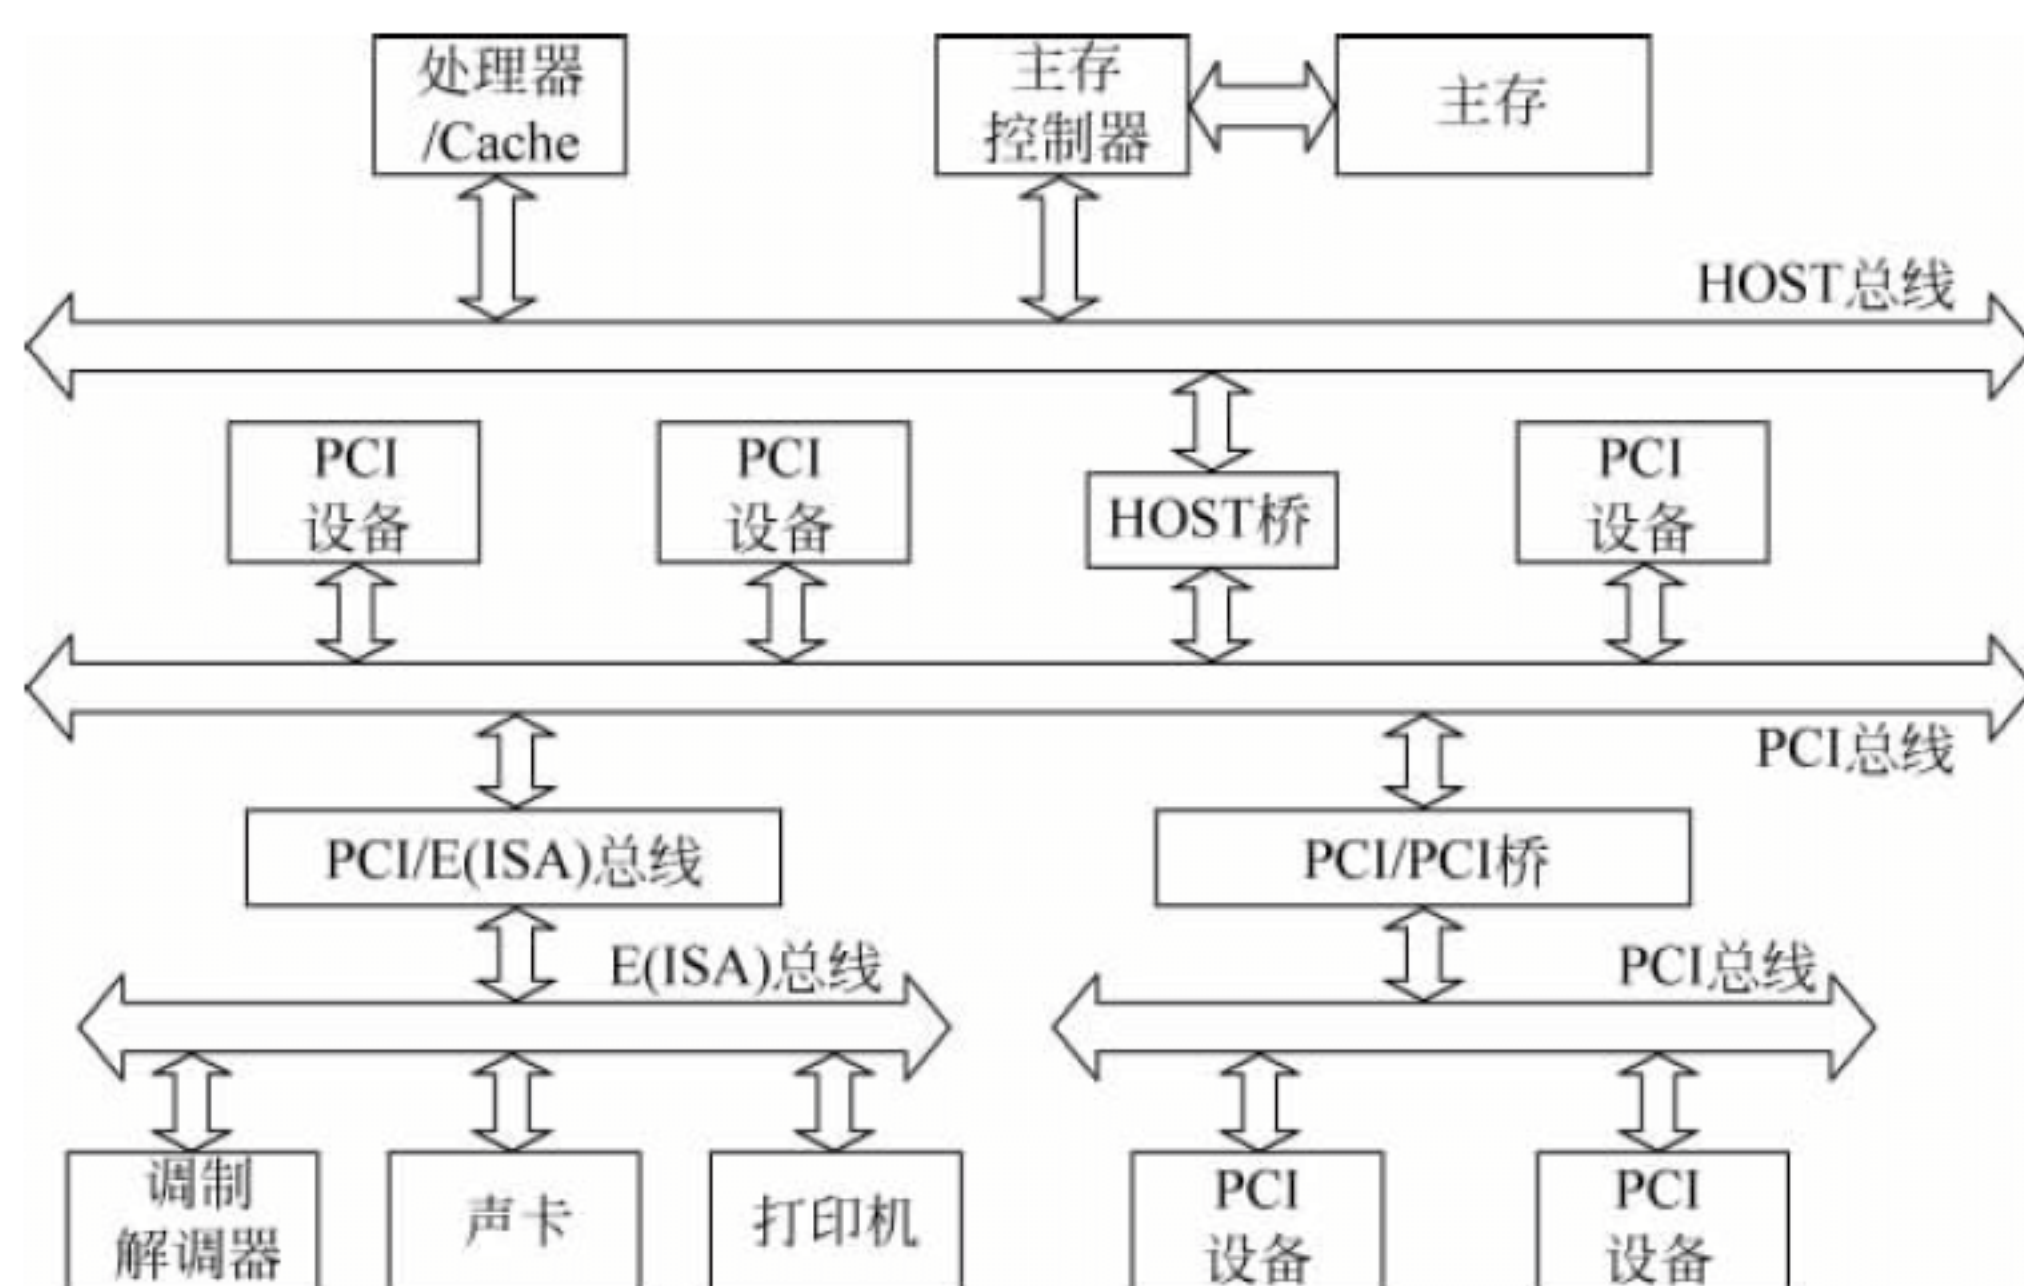 处理器
/Cache
主存
控制器
主存
HOST总线
PCI
设备
PCI
设备
HOST桥
PCI
设备
PCI总线
PCI/E(ISA)总线
PCI/PCI桥
E(ISA)总线
PCI总线
调制
解调器
声卡
打印机
PCI
设备
PCI
设备